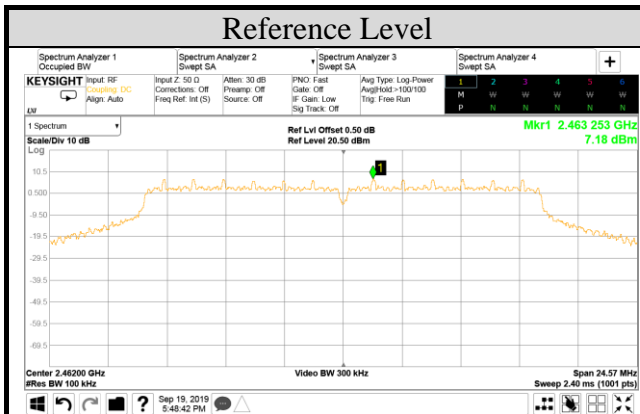 Reference Level
Spectrum Analyzer 1
Occupied BW
Spectrum Analyzer 2
Swept SA
Spectrum Analyzer 3
Swept SA
Spectrum Analyzer 4
Swept SA
+
KEYSIGHT
Input: RF
Coupling: DC
Align: Auto
Input Z: 50 Ω
Corrections: Off
Freq Ref: Int (S)
Atten: 30 dB
Preamp: Off
Source: Off
PNO: Fast
Gate: Off
IF Gain: Low
Sig Track: Off
Avg Type: Log-Power
Avg|Hold:>100/100
Trig: Free Run
1 2 3 4 5 6
M W W W W W
P N N N N N
LXI
1 Spectrum
Scale/Div 10 dB
Ref Lvl Offset 0.50 dB
Ref Level 20.50 dBm
Mkr1 2.463 253 GHz
7.18 dBm
Log
1
10.5
0.500
-9.50
-19.5
-29.5
-39.5
-49.5
-59.5
-69.5
Center 2.46200 GHz
#Res BW 100 kHz
Video BW 300 kHz
Span 24.57 MHz
Sweep 2.40 ms (1001 pts)
?
Sep 19, 2019
5:48:42 PM